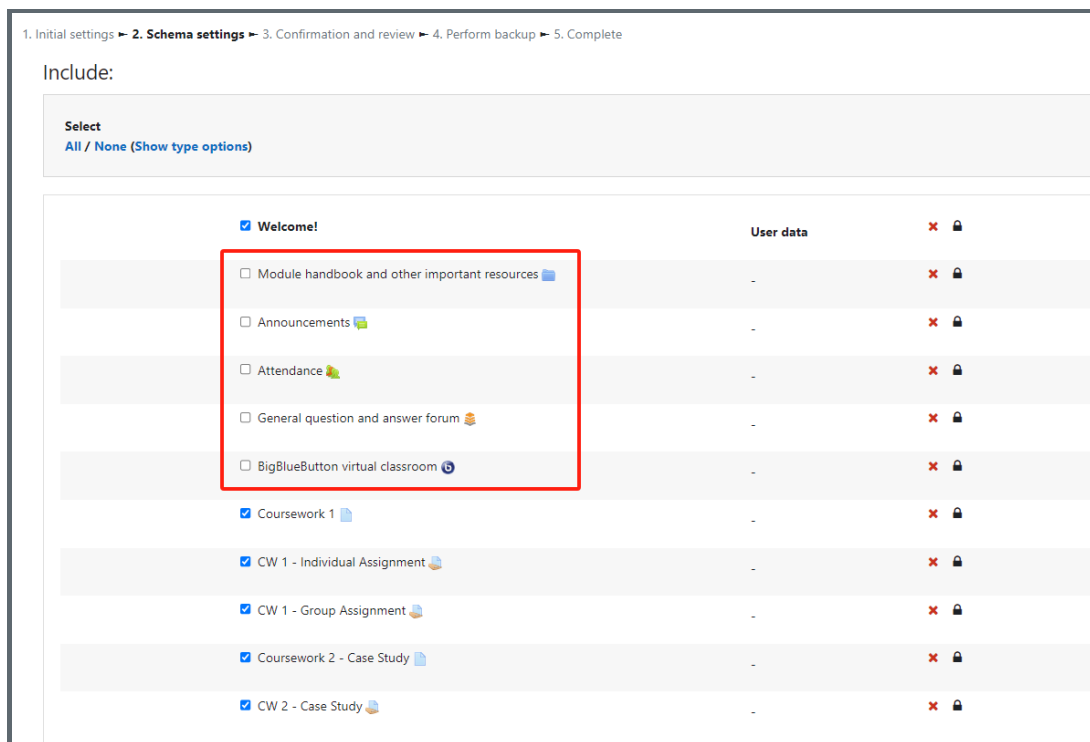 1. Initial settings ► 2. Schema settings ► 3. Confirmation and review ► 4. Perform backup ► 5. Complete
Include:
Select
All / None (Show type options)
Welcome! User data
Module handbook and other important resources -
Announcements -
Attendance -
General question and answer forum -
BigBlueButton virtual classroom -
Coursework 1 -
CW 1 - Individual Assignment -
CW 1 - Group Assignment -
Coursework 2 - Case Study -
CW 2 - Case Study -